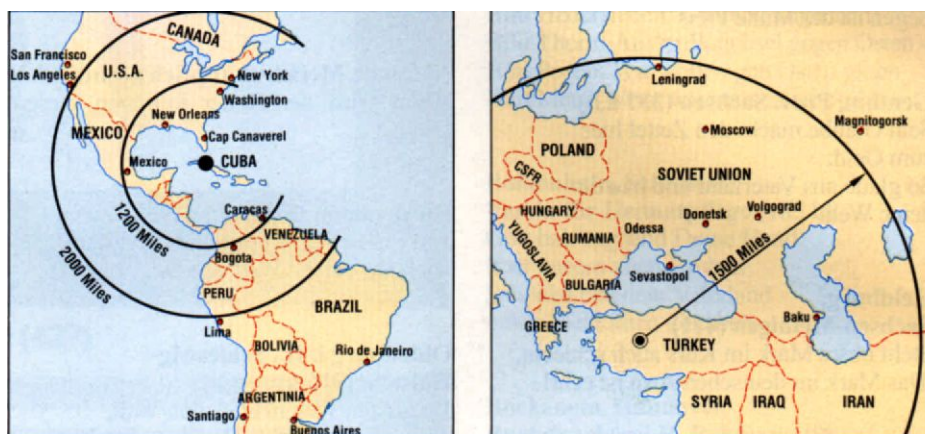 CANADA
San Francisco
Los Angeles
U.S.A.
New York
Washington
New Orleans
Cap Canaverel
MEXICO
Mexico
CUBA
1200 Miles
2000 Miles
Caracas
VENEZUELA
Bogota
PERU
BRAZIL
Lima
BOLIVIA
Rio de Janeiro
ARGENTINIA
Santiago
Buenos Aires
Leningrad
Moscow
Magnitogorsk
POLAND
SOVIET UNION
CSFR
HUNGARY
Odessa
Donetsk
Volgograd
YUGOSLAVIA
RUMANIA
1500 Miles
Sevastopol
BULGARIA
Baku
GREECE
TURKEY
SYRIA
IRAQ
IRAN